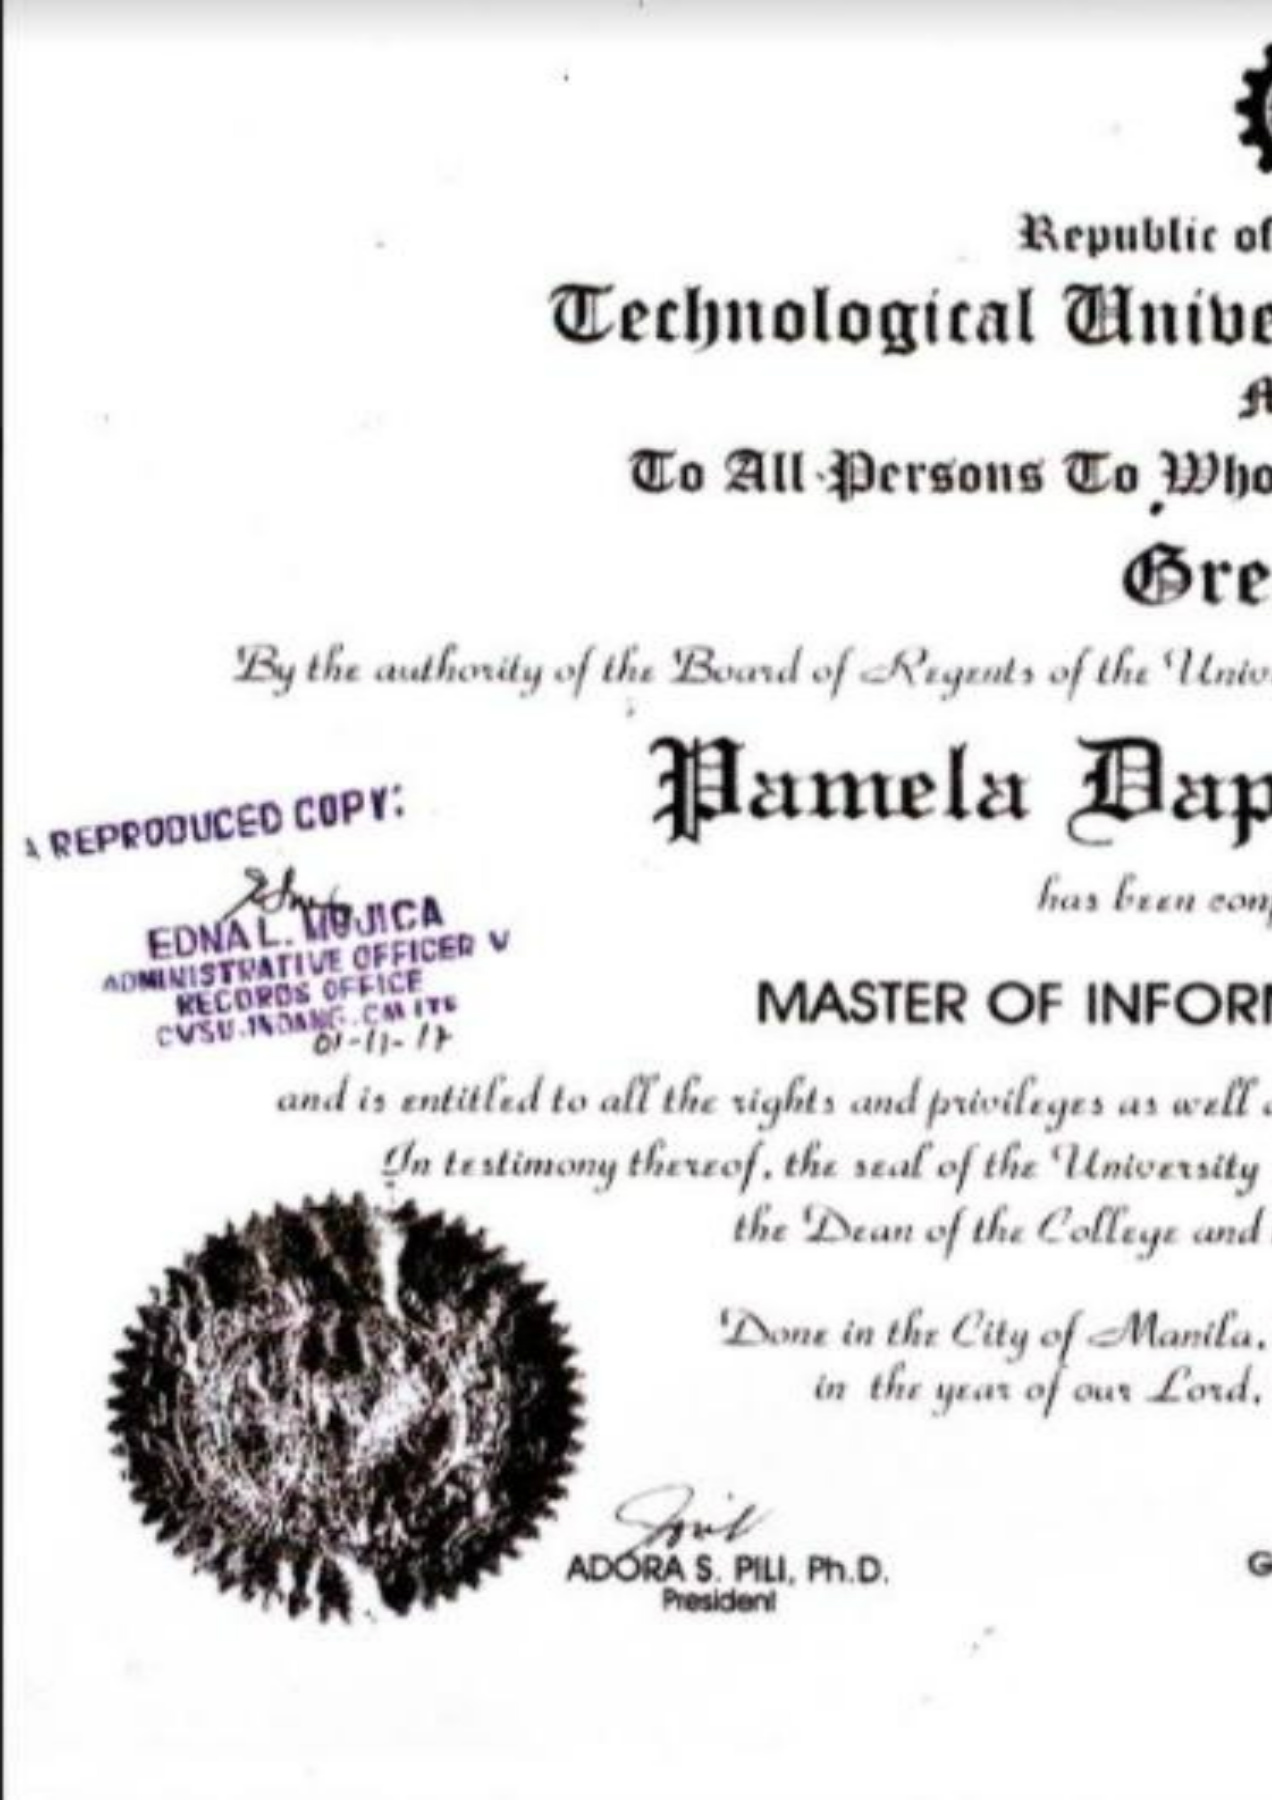 Republic of
Technological Unive
To All Persons To Who
Gre
By the authority of the Board of Regents of the Univ
Pamela Dap
has been con
A REPRODUCED COPY:
EDNA L. MOJICA
ADMINISTRATIVE OFFICER V
RECORDS OFFICE
CVSU. INDANG. CAVITE
01-11-17
MASTER OF INFOR
and is entitled to all the rights and privileges as well a
In testimony thereof, the seal of the University
the Dean of the College and
Done in the City of Manila,
in the year of our Lord,
ADORA S. PILI, Ph.D.
President
G